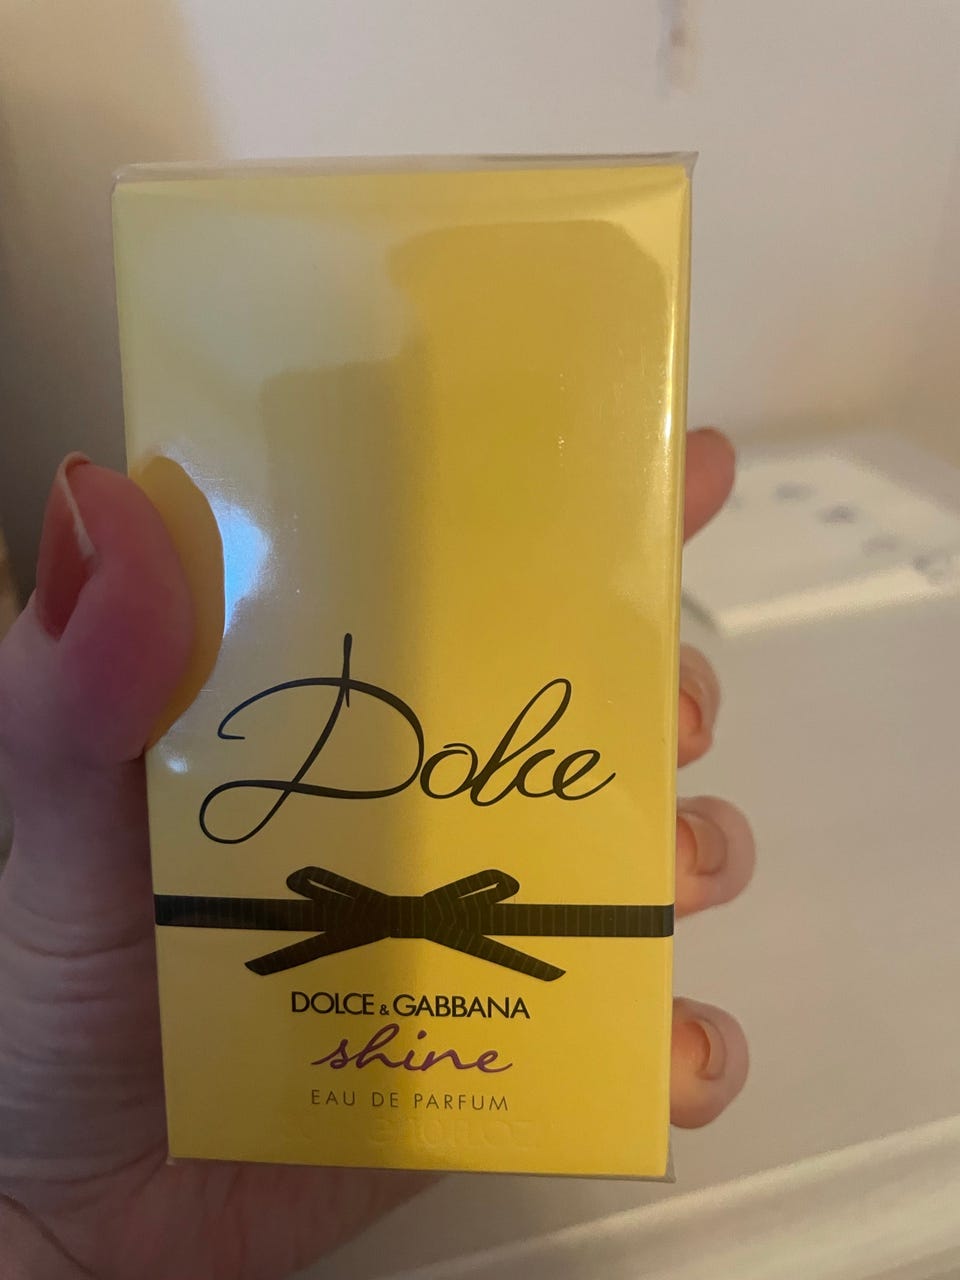 Dolce
DOLCE & GABBANA
shine
EAU DE PARFUM